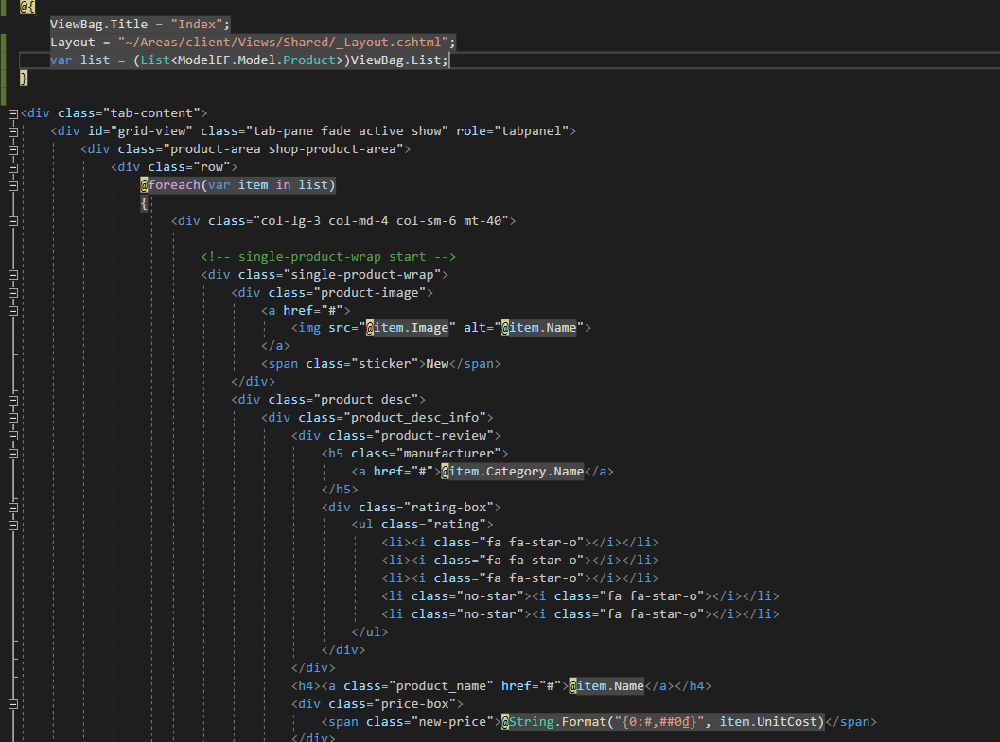 @{
ViewBag.Title = "Index";
Layout = "~/Areas/client/Views/Shared/_Layout.cshtml";
var list = (List<ModelEF.Model.Product>)ViewBag.List;
}
<div class="tab-content">
<div id="grid-view" class="tab-pane fade active show" role="tabpanel">
<div class="product-area shop-product-area">
<div class="row">
@foreach(var item in list)
{
<div class="col-lg-3 col-md-4 col-sm-6 mt-40">
<!-- single-product-wrap start -->
<div class="single-product-wrap">
<div class="product-image">
<a href="#">
<img src="@item.Image" alt="@item.Name">
</a>
<span class="sticker">New</span>
</div>
<div class="product_desc">
<div class="product_desc_info">
<div class="product-review">
<h5 class="manufacturer">
<a href="#">@item.Category.Name</a>
</h5>
<div class="rating-box">
<ul class="rating">
<li><i class="fa fa-star-o"></i></li>
<li><i class="fa fa-star-o"></i></li>
<li><i class="fa fa-star-o"></i></li>
<li class="no-star"><i class="fa fa-star-o"></i></li>
<li class="no-star"><i class="fa fa-star-o"></i></li>
</ul>
</div>
</div>
<h4><a class="product_name" href="#">@item.Name</a></h4>
<div class="price-box">
<span class="new-price">@String.Format("{0:#,##0₫}", item.UnitCost)</span>
</div>